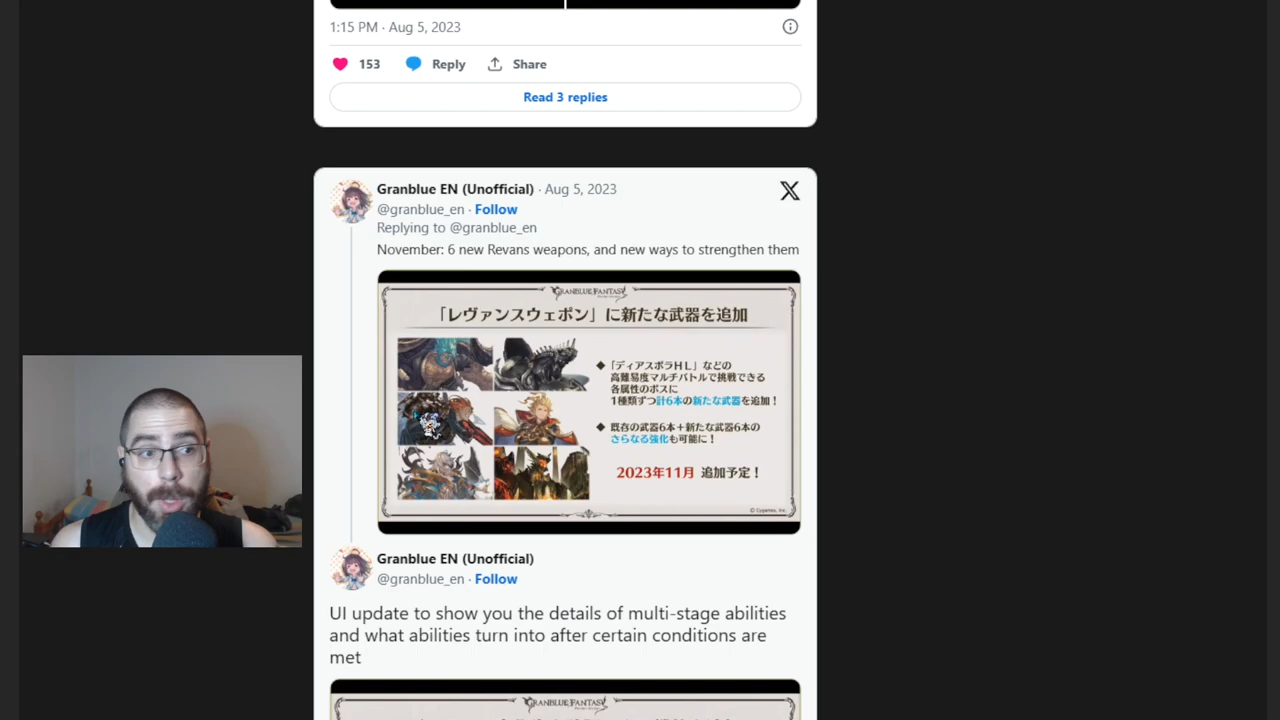 1:15 PM · Aug 5, 2023
153 Reply Share
Read 3 replies
Granblue EN (Unofficial) · Aug 5, 2023
@granblue_en · Follow
Replying to @granblue_en
November: 6 new Revans weapons, and new ways to strengthen them
GRANBLUE FANTASY
「レヴァンスウェポン」に新たな武器を追加
◆「ディアスポラHL」などの
高難易度マルチバトルで挑戦できる
各属性のボスに
1種類ずつ計6本の新たな武器を追加！
◆ 既存の武器6本＋新たな武器6本の
さらなる強化も可能に！
2023年11月 追加予定！
© Cygames, Inc.
Granblue EN (Unofficial)
@granblue_en · Follow
UI update to show you the details of multi-stage abilities
and what abilities turn into after certain conditions are
met
GRANBLUE FANTASY